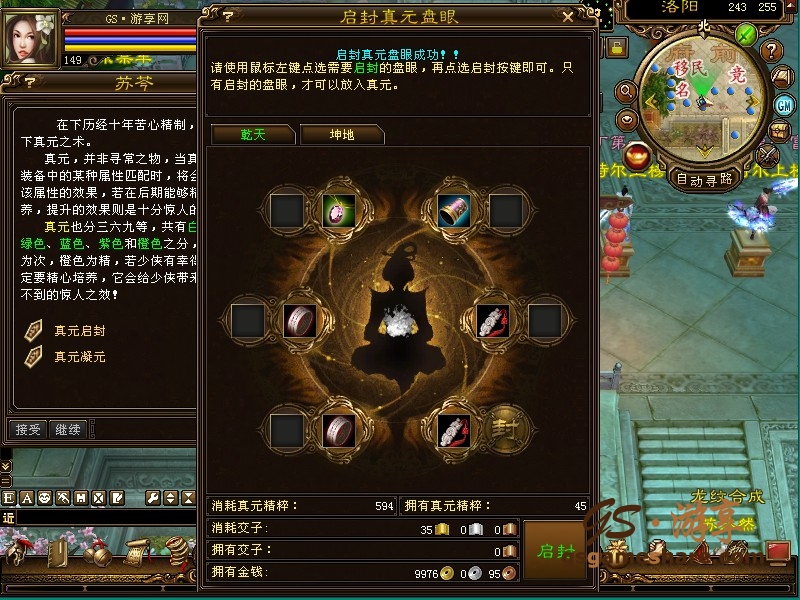 GS·游享网
149
启封真元盘眼
洛阳 243 255
北
移民
竞
名
GM
自动寻路
苏芩
在下历经十年苦心精制，
下真元之术。
真元，并非寻常之物，当真
装备中的某种属性匹配时，将会
该属性的效果，若在后期能够精
养，提升的效果则是十分惊人的
真元也分三六九等，共有白
绿色、蓝色、紫色和橙色之分，
为次，橙色为精，若少侠有幸得
定要精心培养，它会给少侠带来
不到的惊人之效！
真元启封
真元凝元
接受 继续
启封真元盘眼成功！！
请使用鼠标左键点选需要启封的盘眼，再点选启封按键即可。只
有启封的盘眼，才可以放入真元。
乾天 坤地
封
消耗真元精粹： 594 拥有真元精粹： 45
消耗交子： 35 0 0
拥有交子： 0
拥有金钱： 9976 0 95
启封
近
龙纹合成
GS·游享